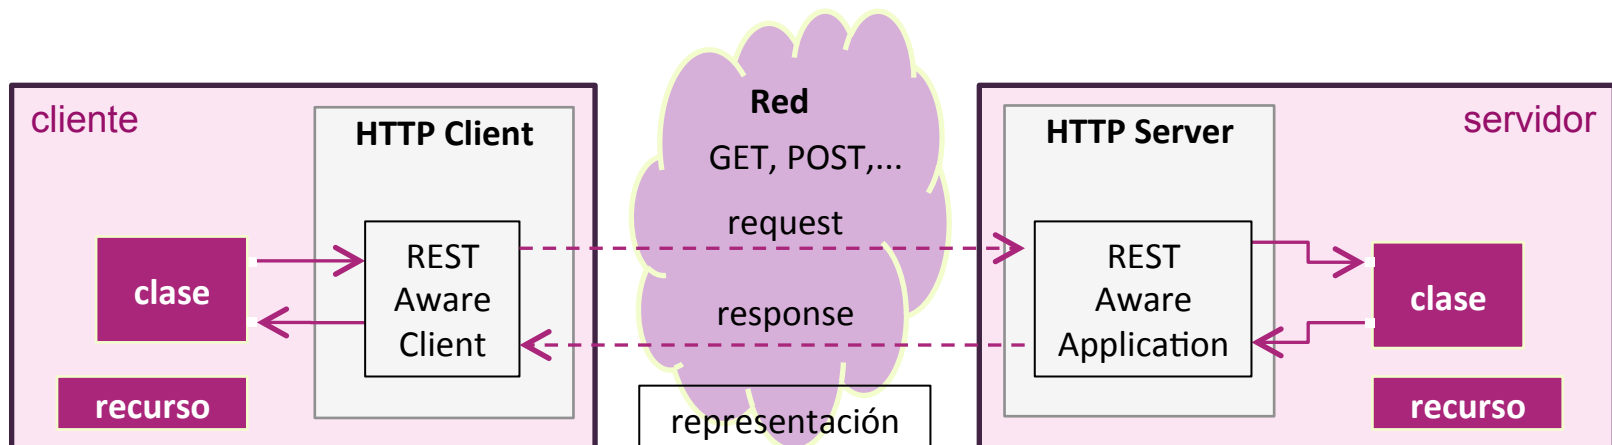 cliente
HTTP Client
REST
Aware
Client
clase
recurso
Red
GET, POST,...
request
response
representación
servidor
HTTP Server
REST
Aware
Application
clase
recurso